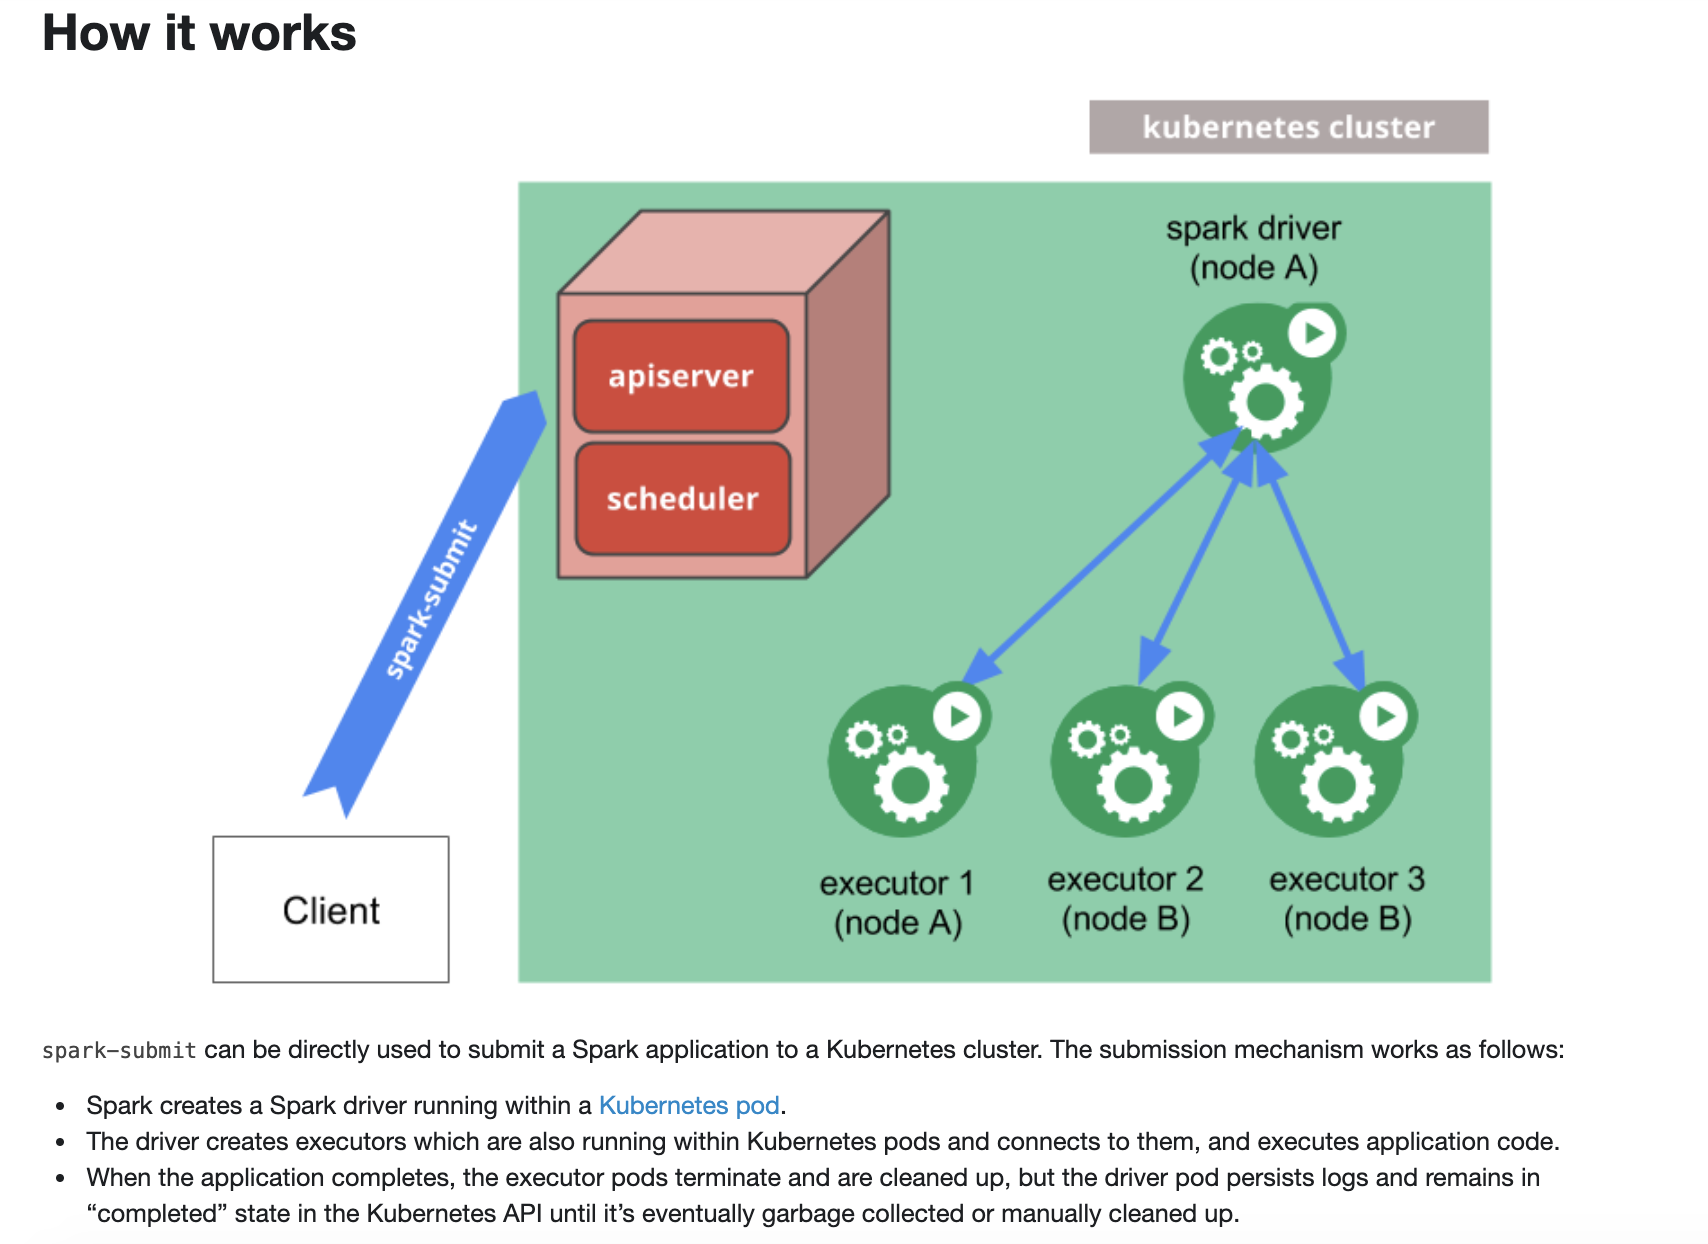 How it works
kubernetes cluster
spark driver
(node A)
apiserver
scheduler
spark-submit
Client
executor 1
(node A)
executor 2
(node B)
executor 3
(node B)
spark-submit can be directly used to submit a Spark application to a Kubernetes cluster. The submission mechanism works as follows:
• Spark creates a Spark driver running within a Kubernetes pod.
• The driver creates executors which are also running within Kubernetes pods and connects to them, and executes application code.
• When the application completes, the executor pods terminate and are cleaned up, but the driver pod persists logs and remains in
“completed” state in the Kubernetes API until it’s eventually garbage collected or manually cleaned up.